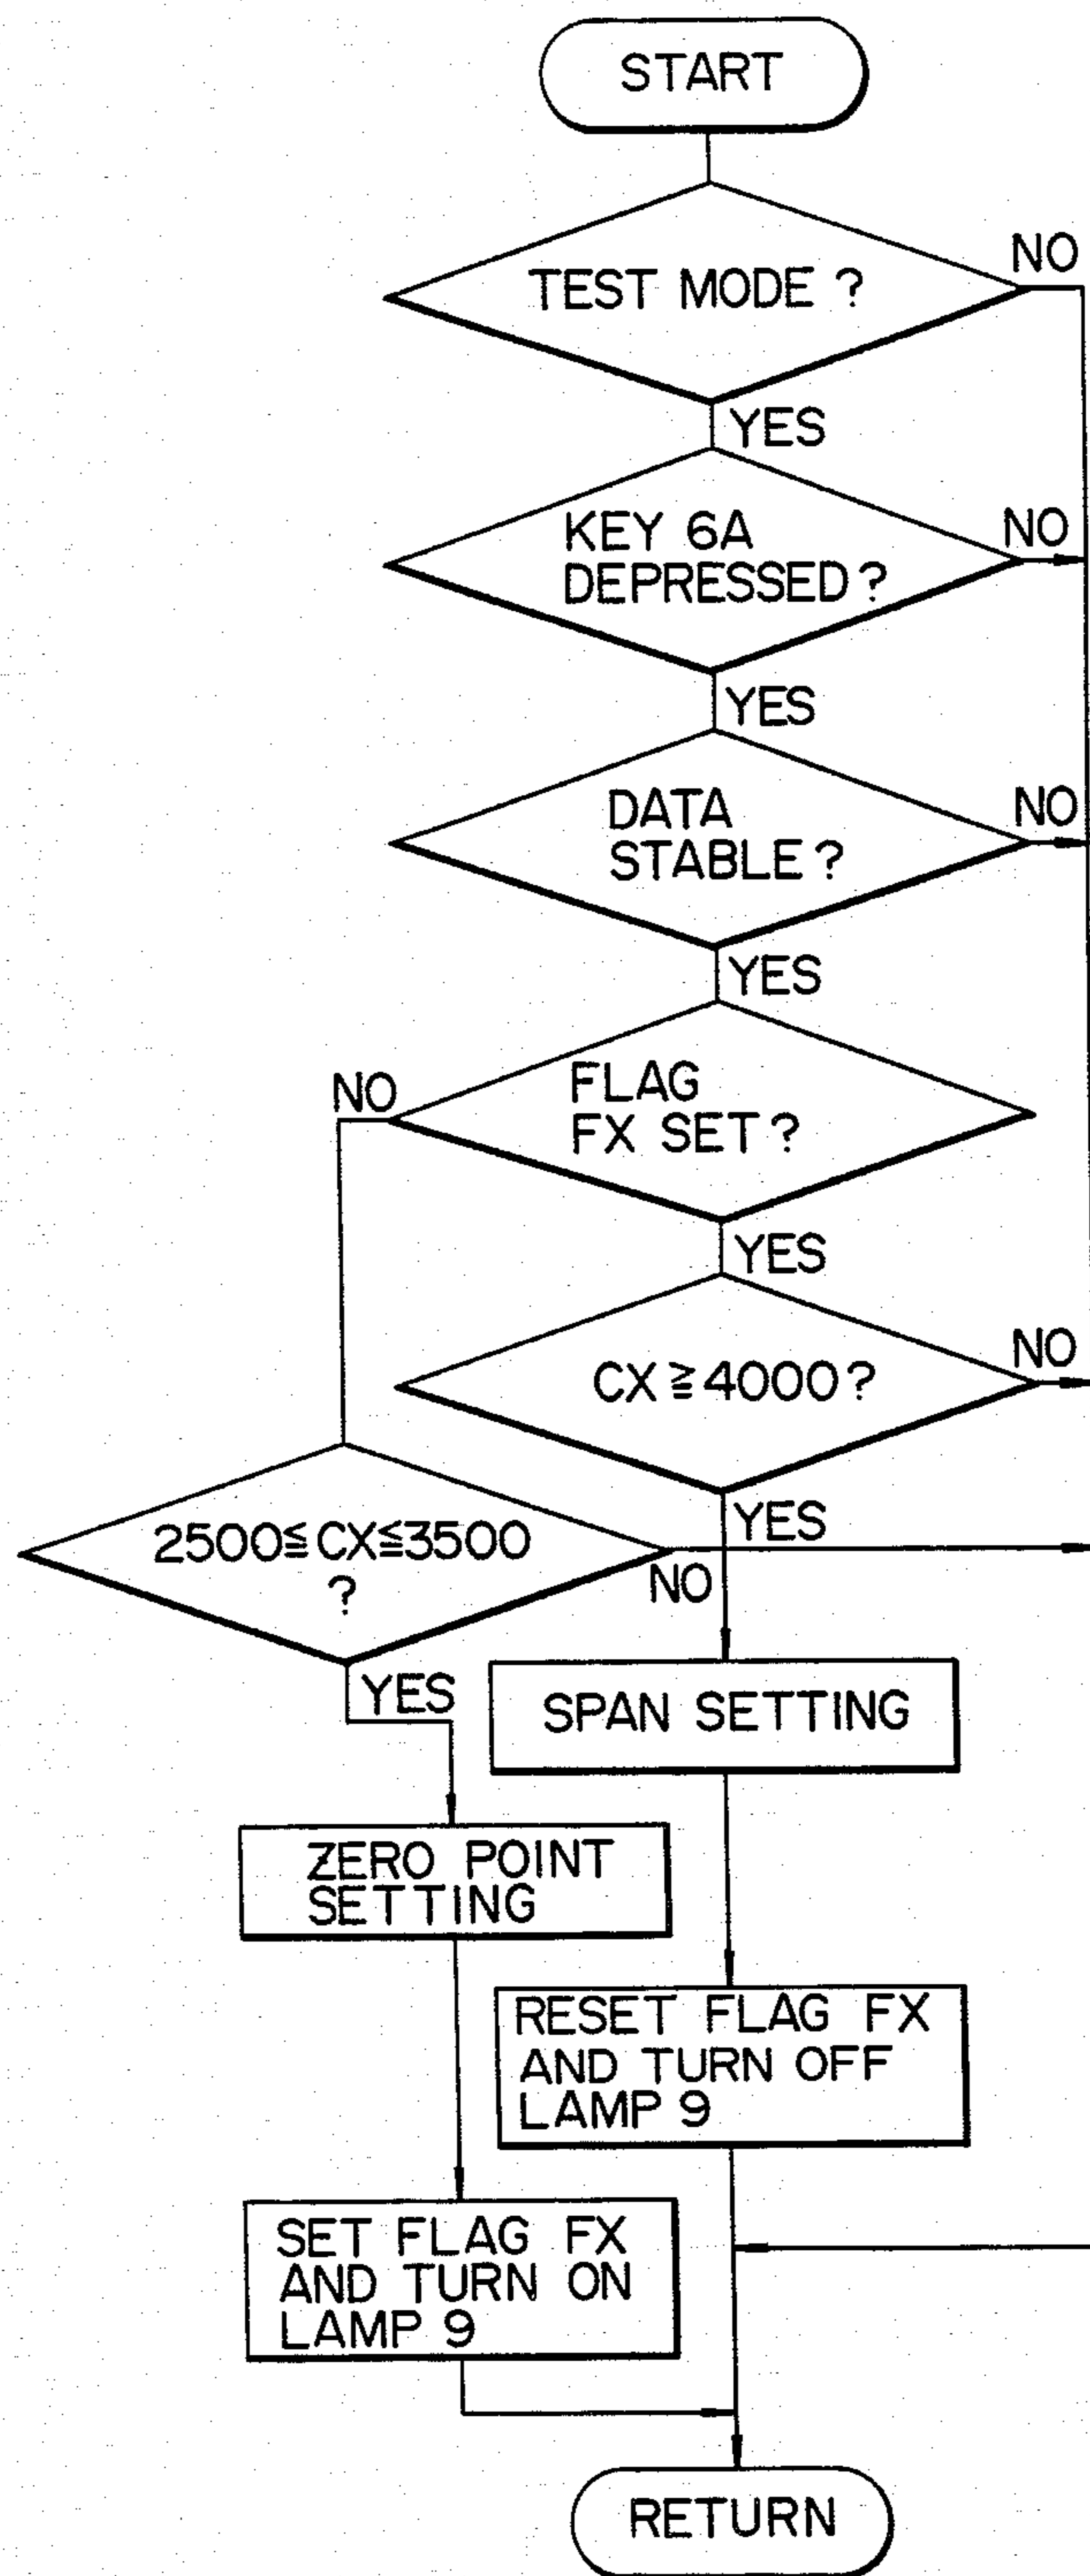 START
TEST MODE ?
NO
YES
KEY 6A
DEPRESSED ?
NO
YES
DATA
STABLE ?
NO
YES
FLAG
FX SET ?
NO
YES
CX ≧ 4000 ?
NO
YES
2500 ≦ CX ≦ 3500
?
NO
YES
SPAN SETTING
ZERO POINT
SETTING
RESET FLAG FX
AND TURN OFF
LAMP 9
SET FLAG FX
AND TURN ON
LAMP 9
RETURN